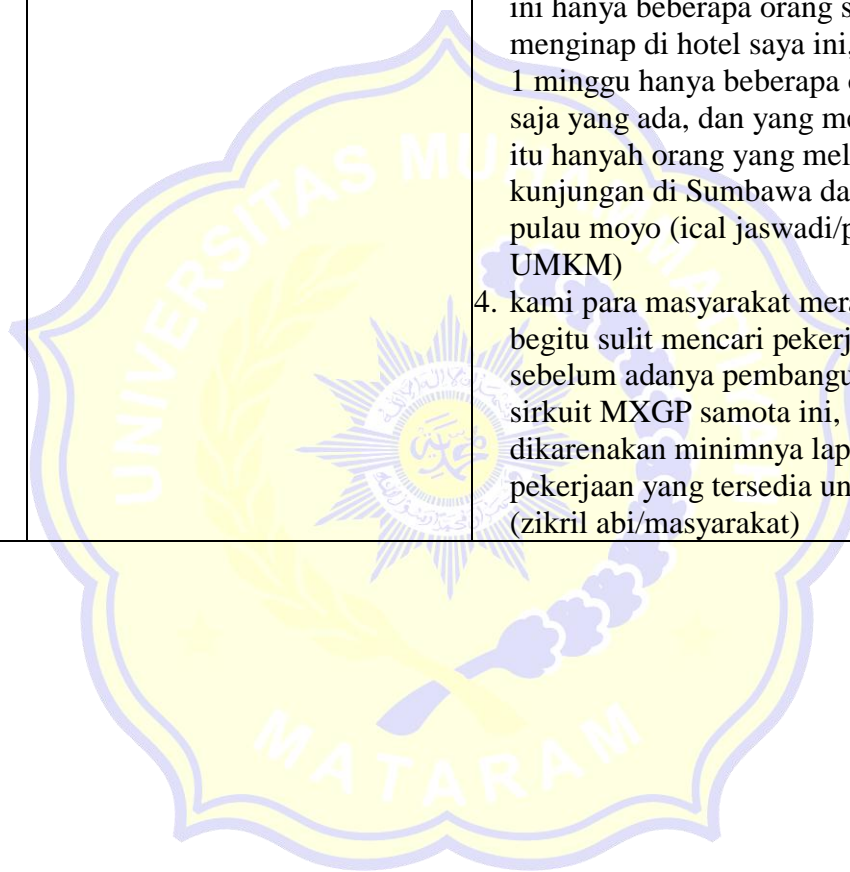 ini hanya beberapa orang s
menginap di hotel saya ini,
1 minggu hanya beberapa
saja yang ada, dan yang m
itu hanyah orang yang mel
kunjungan di Sumbawa da
pulau moyo (ical jaswadi/p
UMKM)
4. kami para masyarakat mera
begitu sulit mencari pekerj
sebelum adanya pembangu
sirkuit MXGP samota ini,
dikarenakan minimnya lap
pekerjaan yang tersedia un
(zikril abi/masyarakat)
UNIVERSITAS MUHAMMADIYAH
MATARAM